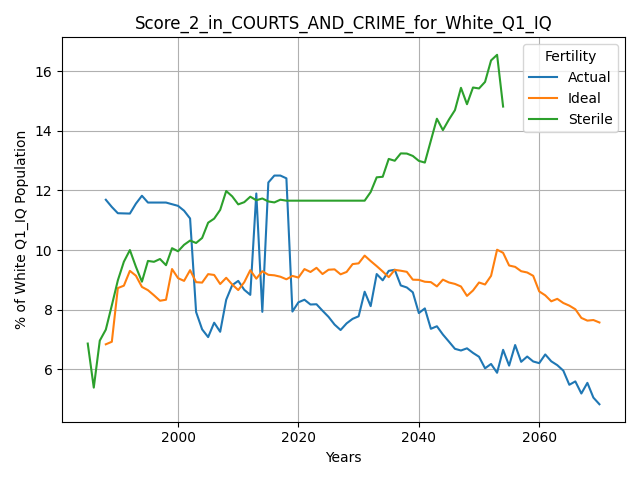 Score_2_in_COURTS_AND_CRIME_for_White_Q1_IQ
Fertility
Actual
Ideal
Sterile
% of White Q1_IQ Population
16
14
12
10
8
6
2000
2020
2040
2060
Years